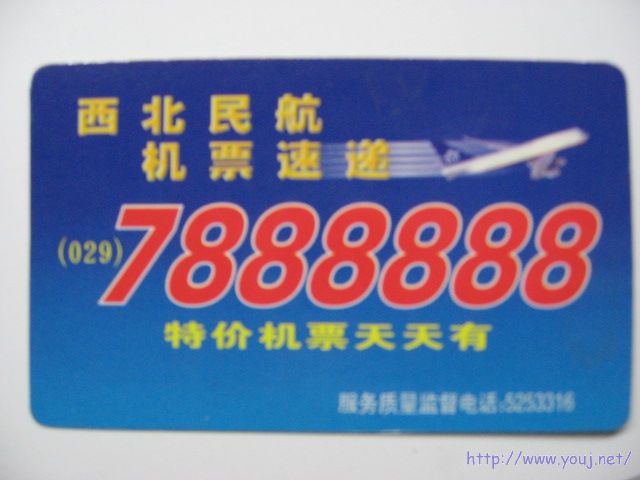 西北民航
机票速递
(029)7888888
特价机票天天有
服务质量监督电话:5253316
http://www.youj.net/